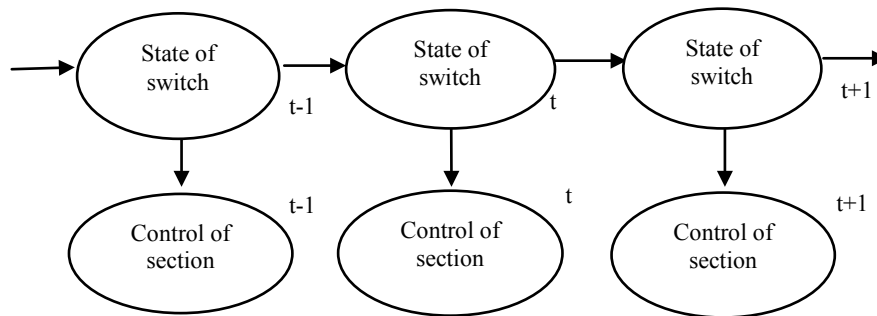 State of
switch
t-1
State of
switch
t
State of
switch
t+1
Control of
section
t-1
Control of
section
t
Control of
section
t+1